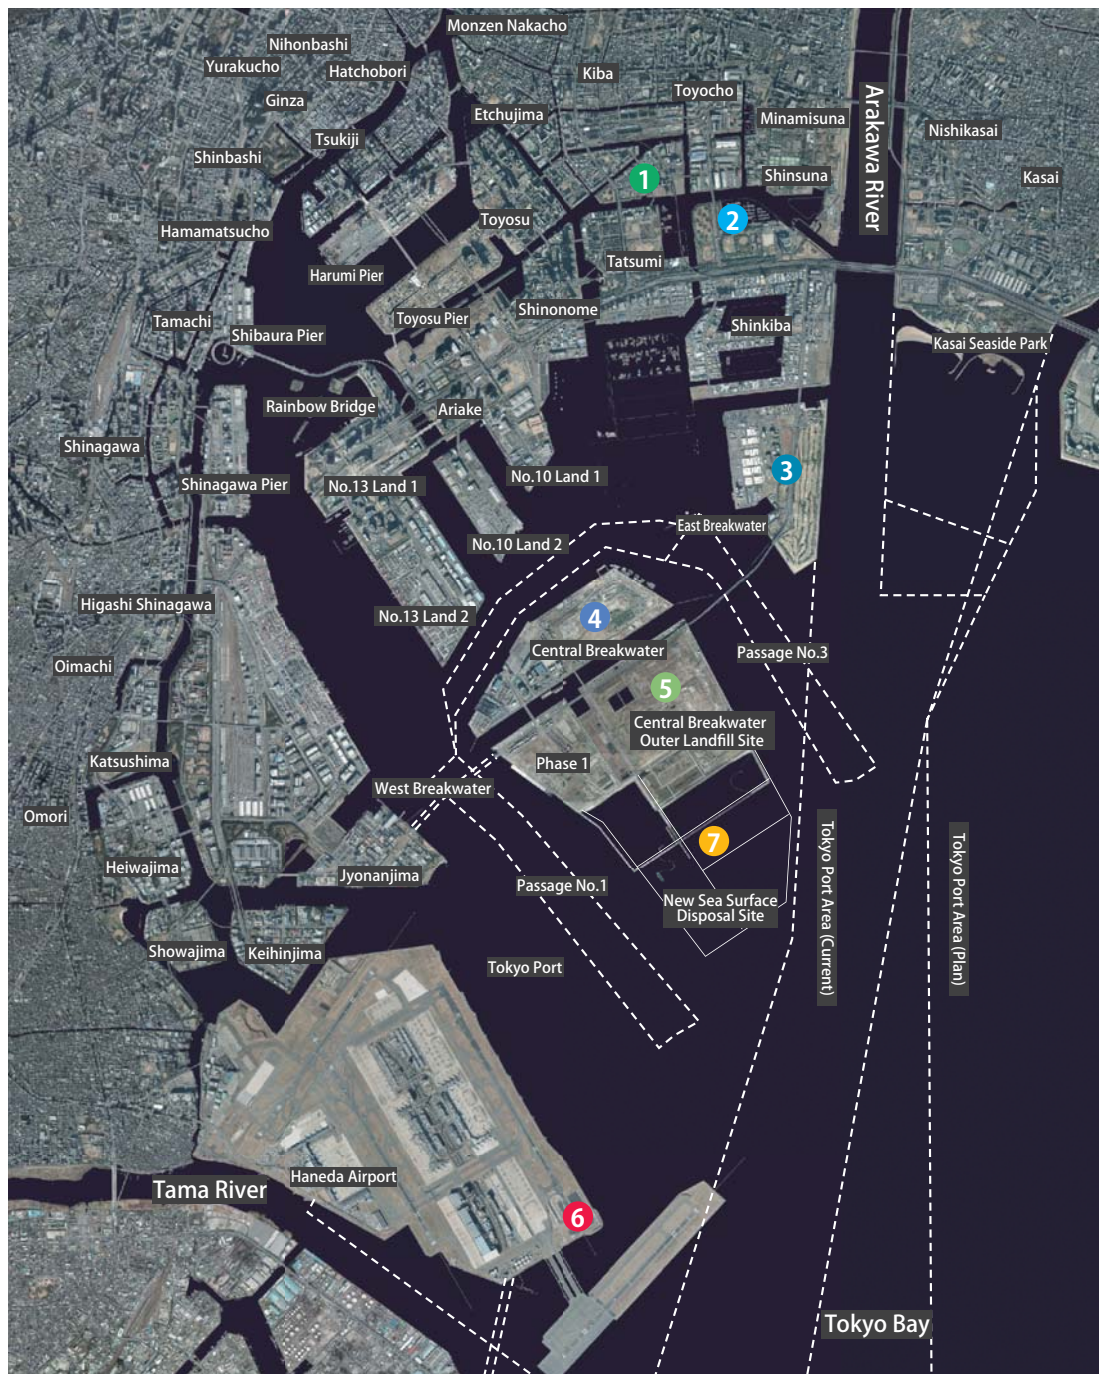 Monzen Nakacho
Nihonbashi
Yurakucho
Hatchobori
Kiba
Ginza
Toyocho
Etchujima
Minamisuna
Arakawa River
Nishikasai
Tsukiji
Shinbashi
1
Shinsuna
Kasai
Toyosu
2
Hamamatsucho
Tatsumi
Harumi Pier
Shinonome
Tamachi
Toyosu Pier
Shibaura Pier
Shinkiba
Kasai Seaside Park
Rainbow Bridge
Ariake
Shinagawa
3
No.10 Land 1
Shinagawa Pier
No.13 Land 1
East Breakwater
No.10 Land 2
Higashi Shinagawa
No.13 Land 2
4
Central Breakwater
Passage No.3
Oimachi
5
Central Breakwater
Outer Landfill Site
Katsushima
Phase 1
West Breakwater
Omori
7
Tokyo Port Area (Current)
Tokyo Port Area (Plan)
Heiwajima
Jyonanjima
Passage No.1
New Sea Surface
Disposal Site
Showajima
Keihinjima
Tokyo Port
Haneda Airport
Tama River
6
Tokyo Bay